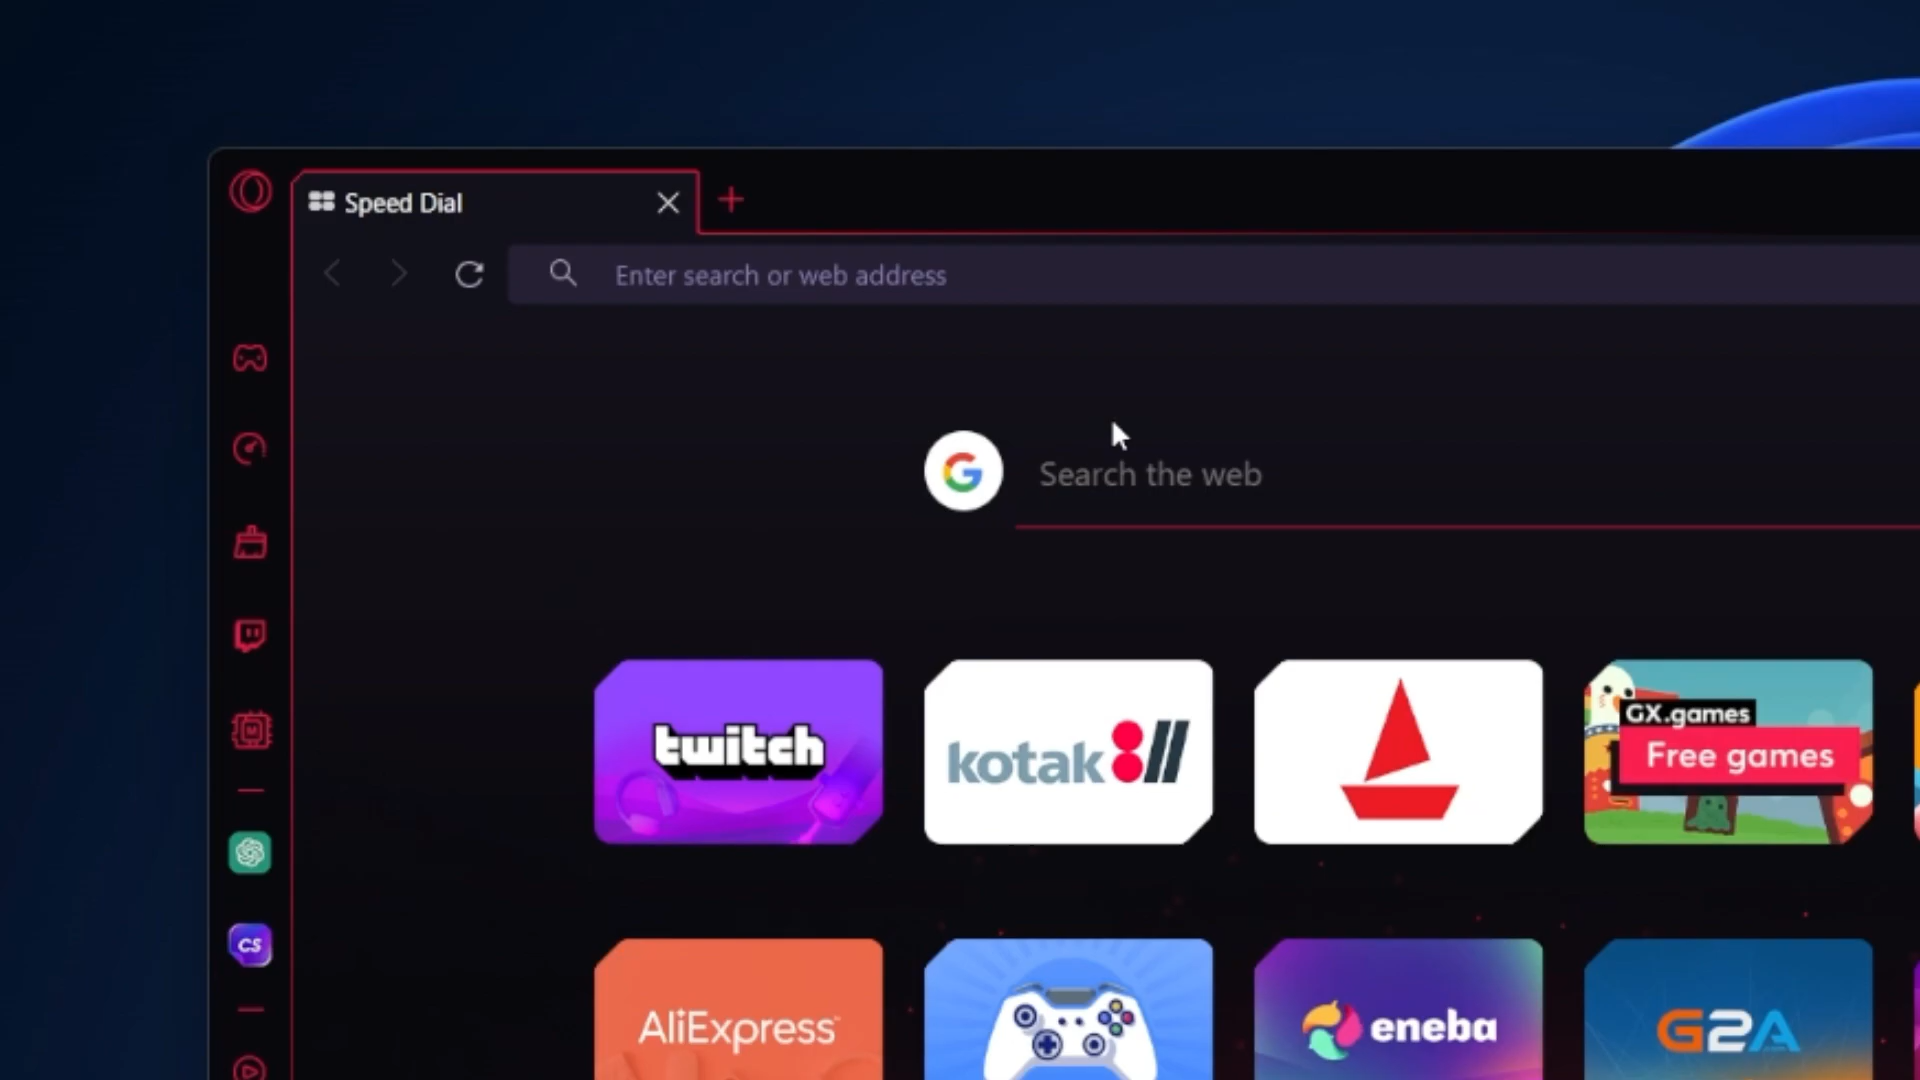 Speed Dial
Enter search or web address
Search the web
twitch
kotak
GX.games
Free games
CS
AliExpress
eneba
G2A